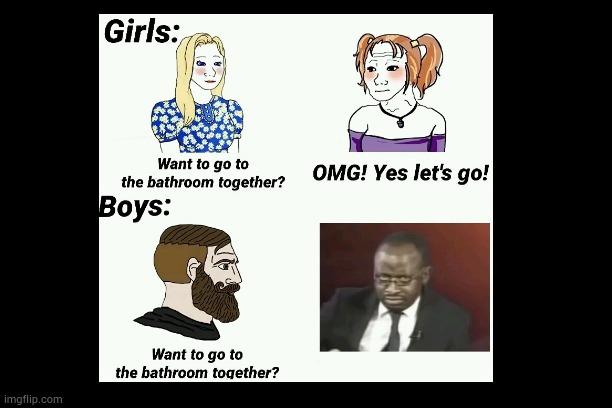 Girls:
Want to go to
the bathroom together?
OMG! Yes let's go!
Boys:
Want to go to
the bathroom together?
imgflip.com